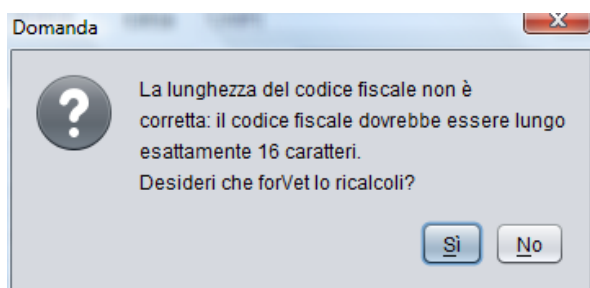 Domanda
La lunghezza del codice fiscale non è
corretta: il codice fiscale dovrebbe essere lungo
esattamente 16 caratteri.
Desideri che forVet lo ricalcoli?
Sì No